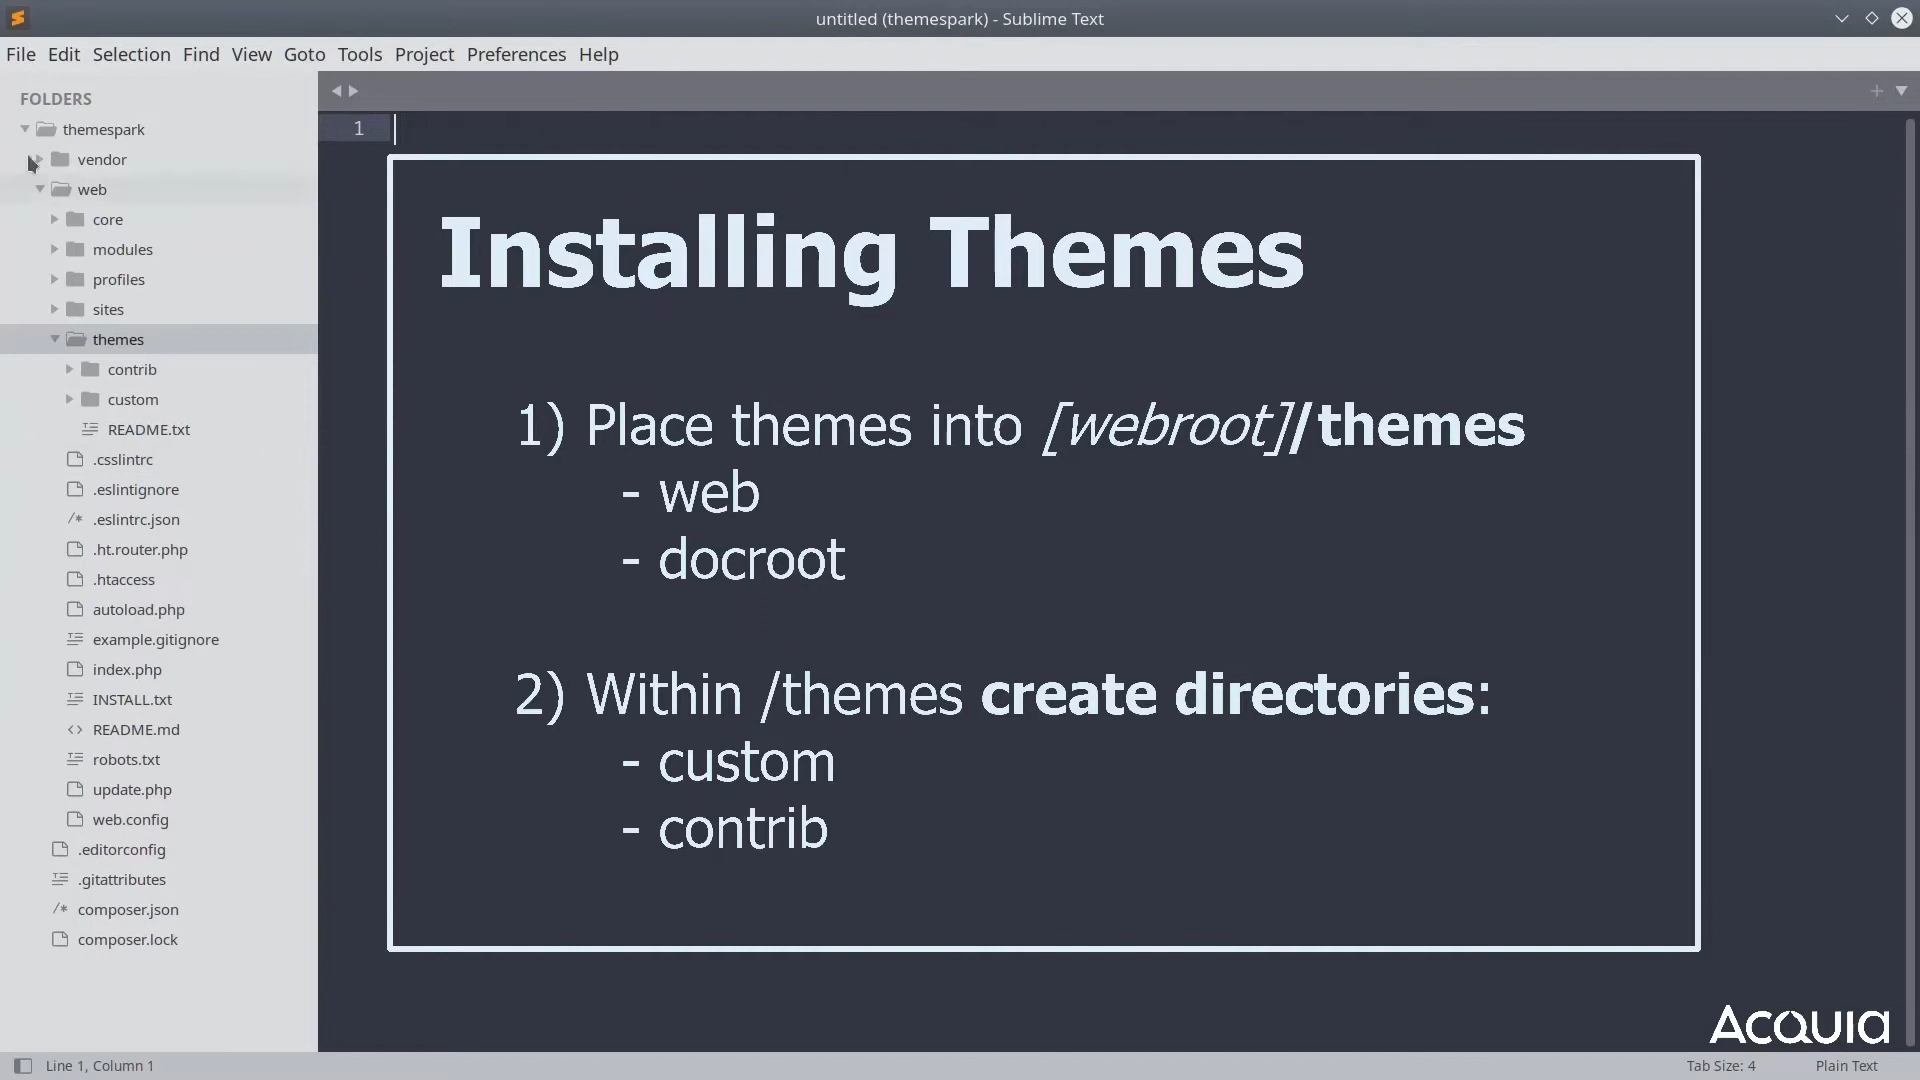 untitled (themespark) - Sublime Text
File Edit Selection Find View Goto Tools Project Preferences Help
FOLDERS
themespark
vendor
web
core
modules
profiles
sites
themes
contrib
custom
README.txt
.csslintrc
.eslintignore
/* .eslintrc.json
.ht.router.php
.htaccess
autoload.php
example.gitignore
index.php
INSTALL.txt
<> README.md
robots.txt
update.php
web.config
.editorconfig
.gitattributes
/* composer.json
composer.lock
1
Installing Themes
1) Place themes into [webroot]/themes
- web
- docroot
2) Within /themes create directories:
- custom
- contrib
Acquia
Line 1, Column 1
Tab Size: 4
Plain Text